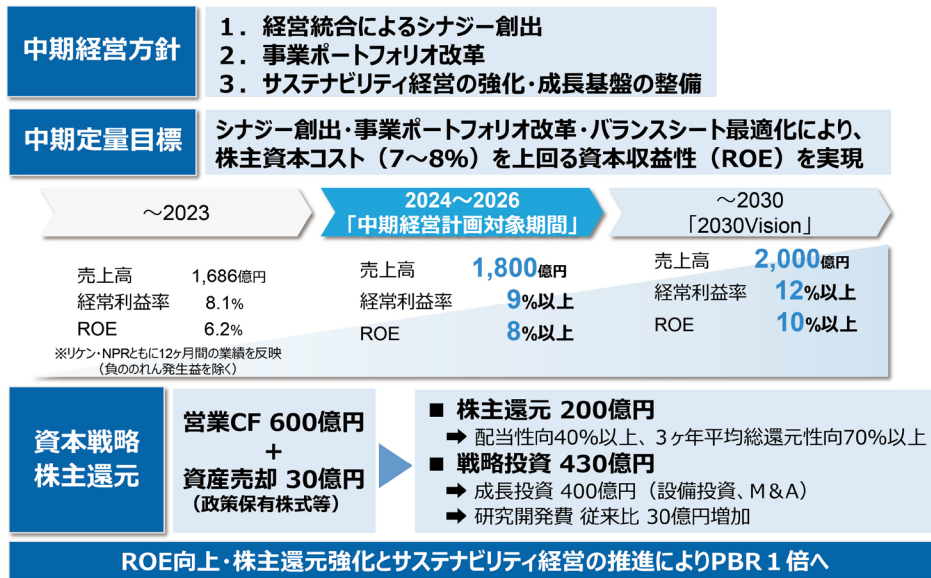 中期経営方針
1. 経営統合によるシナジー創出
2. 事業ポートフォリオ改革
3. サステナビリティ経営の強化・成長基盤の整備
中期定量目標
シナジー創出・事業ポートフォリオ改革・バランスシート最適化により、
株主資本コスト（7～8%）を上回る資本収益性（ROE）を実現
～2023
2024～2026
「中期経営計画対象期間」
～2030
「2030Vision」
売上高 1,686億円
経常利益率 8.1%
ROE 6.2%
※リケン・NPRともに12ヶ月間の業績を反映
（負ののれん発生益を除く）
売上高 1,800億円
経常利益率 9%以上
ROE 8%以上
売上高 2,000億円
経常利益率 12%以上
ROE 10%以上
資本戦略
株主還元
営業CF 600億円
+
資産売却 30億円
（政策保有株式等）
■ 株主還元 200億円
➡ 配当性向40%以上、3ヶ年平均総還元性向70%以上
■ 戦略投資 430億円
➡ 成長投資 400億円（設備投資、M＆A）
➡ 研究開発費 従来比 30億円増加
ROE向上・株主還元強化とサステナビリティ経営の推進によりPBR１倍へ